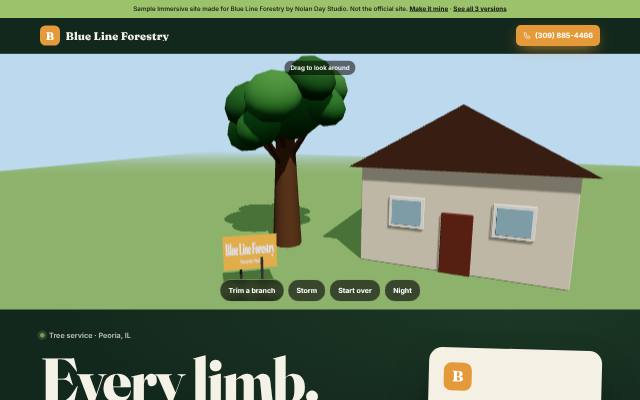 Sample Immersive site made for Blue Line Forestry by Nolan Day Studio. Not the official site. Make it mine · See all 3 versions
B Blue Line Forestry
(309) 885-4466
Drag to look around
Blue Line Forestry
Trim a branch Storm Start over Night
Tree service · Peoria, IL
Every limb.
B